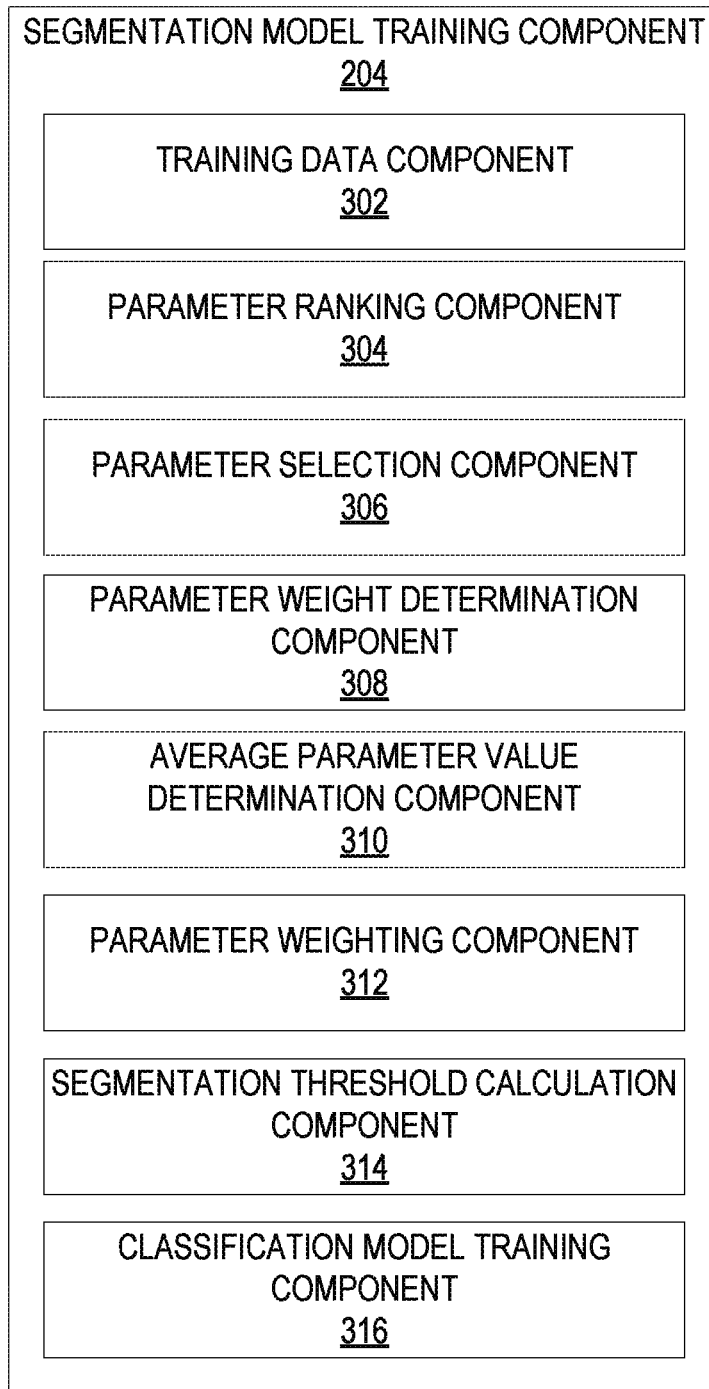 SEGMENTATION MODEL TRAINING COMPONENT
204
TRAINING DATA COMPONENT
302
PARAMETER RANKING COMPONENT
304
PARAMETER SELECTION COMPONENT
306
PARAMETER WEIGHT DETERMINATION
COMPONENT
308
AVERAGE PARAMETER VALUE
DETERMINATION COMPONENT
310
PARAMETER WEIGHTING COMPONENT
312
SEGMENTATION THRESHOLD CALCULATION
COMPONENT
314
CLASSIFICATION MODEL TRAINING
COMPONENT
316